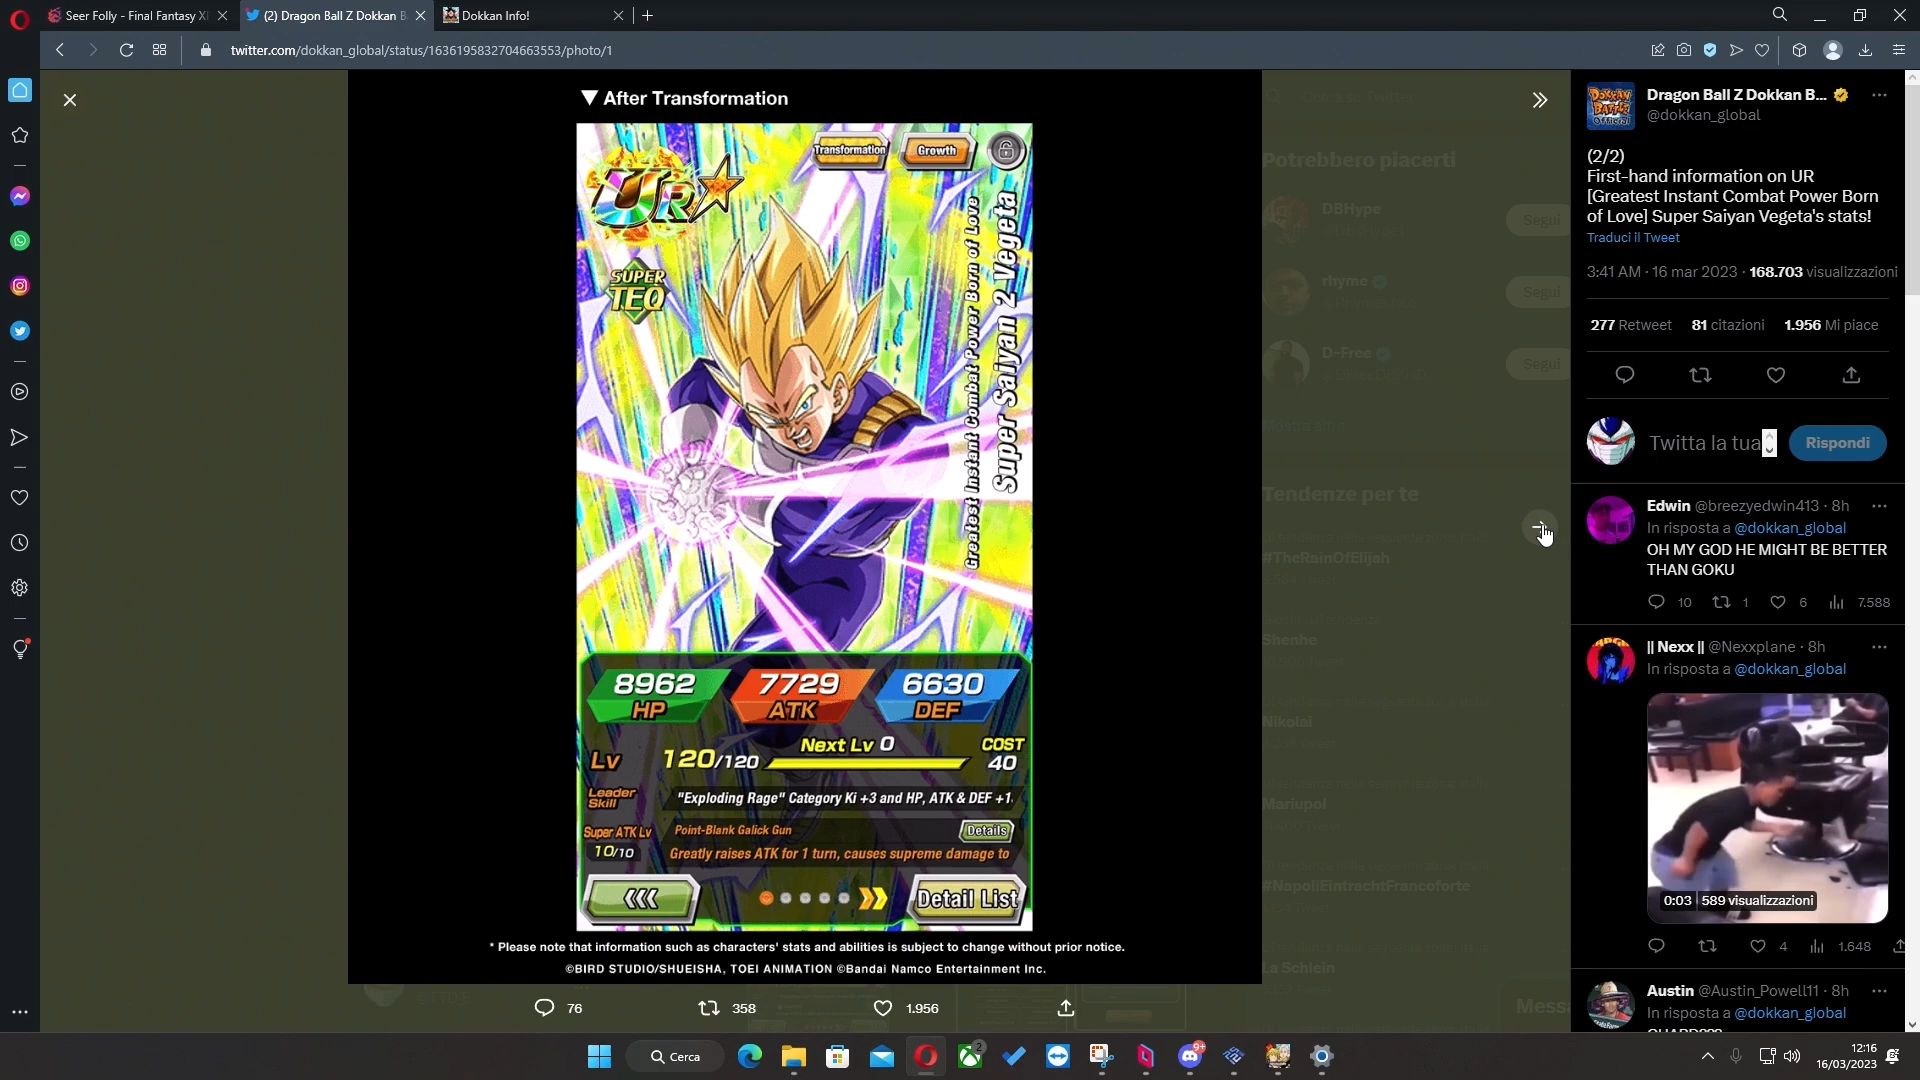 Seer Folly - Final Fantasy XI
(2) Dragon Ball Z Dokkan B
Dokkan Info!
twitter.com/dokkan_global/status/1636195832704663553/photo/1
▼ After Transformation
Transformation
Growth
UR
SUPER
TEQ
Greatest Instant Combat Power Born of Love
Super Saiyan 2 Vegeta
8962
HP
7729
ATK
6630
DEF
Lv 120/120
Next Lv 0
COST
40
Leader
Skill
"Exploding Rage" Category Ki +3 and HP, ATK & DEF +1
Super ATK Lv
10/10
Point-Blank Galick Gun
Details
Greatly raises ATK for 1 turn, causes supreme damage to
Detail List
* Please note that information such as characters' stats and abilities is subject to change without prior notice.
©BIRD STUDIO/SHUEISHA, TOEI ANIMATION ©Bandai Namco Entertainment Inc.
76
358
1.956
Potrebbero piacerti
DBHype
Segui
rhyme
Segui
D-Free
Segui
Tendenze per te
#TheRainOfElijah
Shenhe
Nikolai
Mariupol
#NapoliEintrachtFrancoforte
La Schlein
Mess
Dragon Ball Z Dokkan B...
@dokkan_global
(2/2)
First-hand information on UR
[Greatest Instant Combat Power Born
of Love] Super Saiyan Vegeta's stats!
Traduci il Tweet
3:41 AM · 16 mar 2023 · 168.703 visualizzazioni
277 Retweet 81 citazioni 1.956 Mi piace
Twitta la tua
Rispondi
Edwin @breezyedwin413 · 8h
In risposta a @dokkan_global
OH MY GOD HE MIGHT BE BETTER
THAN GOKU
10 1 6 7.588
|| Nexx || @Nexxplane · 8h
In risposta a @dokkan_global
0:03 589 visualizzazioni
4 1.648
Austin @Austin_Powell11 · 8h
In risposta a @dokkan_global
Cerca
2
9+
12:16
16/03/2023